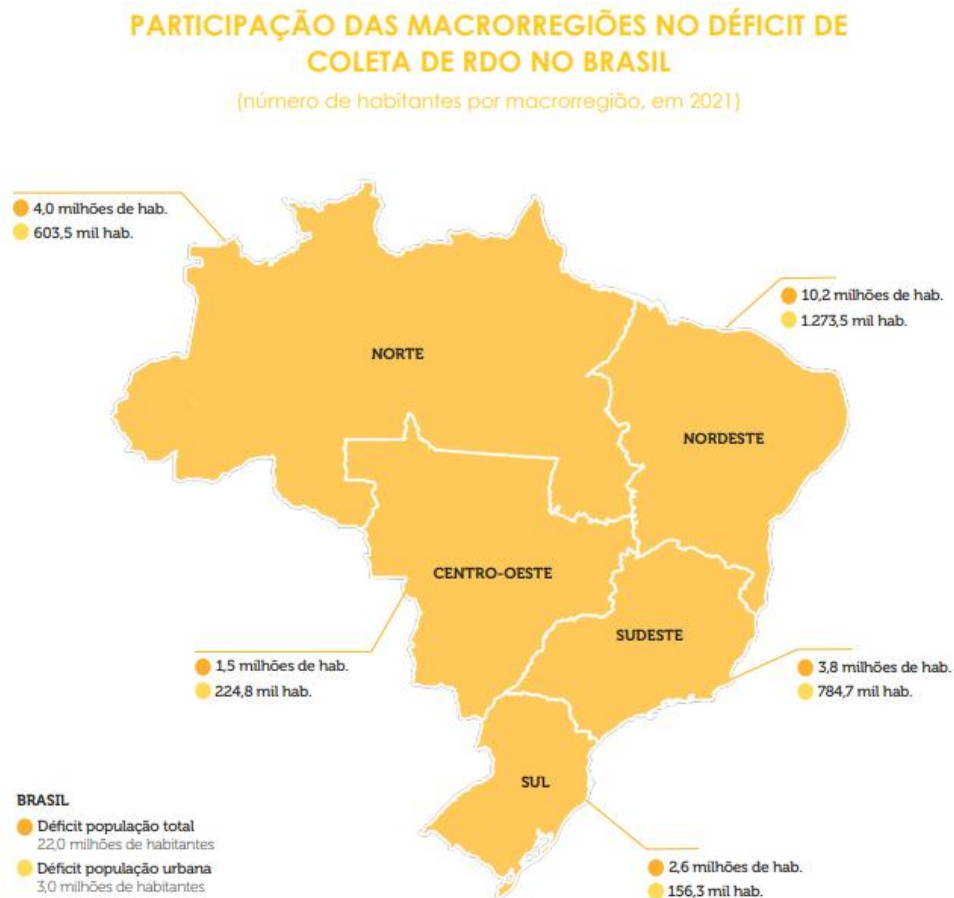 PARTICIPAÇÃO DAS MACRORREGIÕES NO DÉFICIT DE
COLETA DE RDO NO BRASIL
(número de habitantes por macrorregião, em 2021)
4,0 milhões de hab.
603,5 mil hab.
10,2 milhões de hab.
1.273,5 mil hab.
NORTE
NORDESTE
CENTRO-OESTE
SUDESTE
1,5 milhões de hab.
224,8 mil hab.
3,8 milhões de hab.
784,7 mil hab.
SUL
BRASIL
Déficit população total
22,0 milhões de habitantes
Déficit população urbana
3,0 milhões de habitantes
2,6 milhões de hab.
156,3 mil hab.